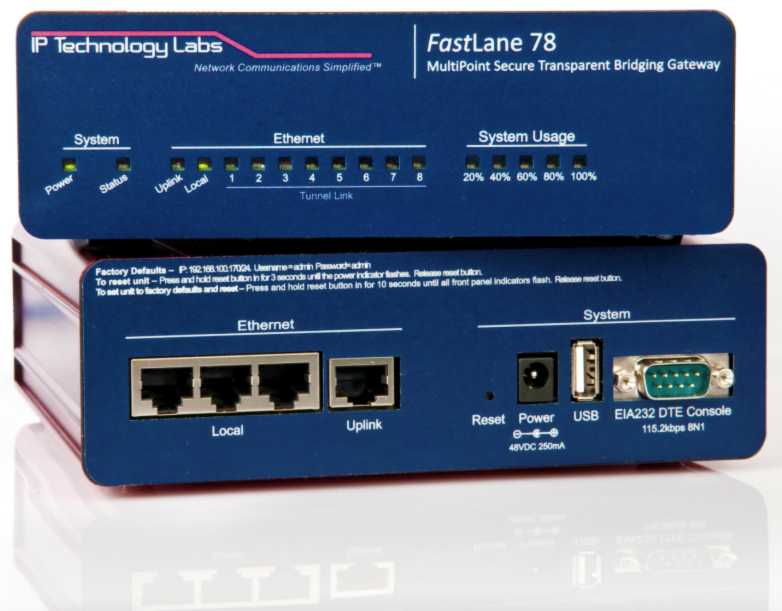 IP Technology Labs
Network Communications Simplified™
FastLane 78
MultiPoint Secure Transparent Bridging Gateway
System Ethernet System Usage
Power Status Uplink Local 1 2 3 4 5 6 7 8 20% 40% 60% 80% 100%
Tunnel Link
Factory Defaults – IP: 192.168.100.170/24. Username=admin Password=admin
To reset unit – Press and hold reset button in for 3 seconds until the power indicator flashes. Release reset button.
To set unit to factory defaults and reset – Press and hold reset button in for 10 seconds until all front panel indicators flash. Release reset button.
Ethernet System
Local Uplink Reset Power USB EIA232 DTE Console
48VDC 250mA 115.2kbps 8N1